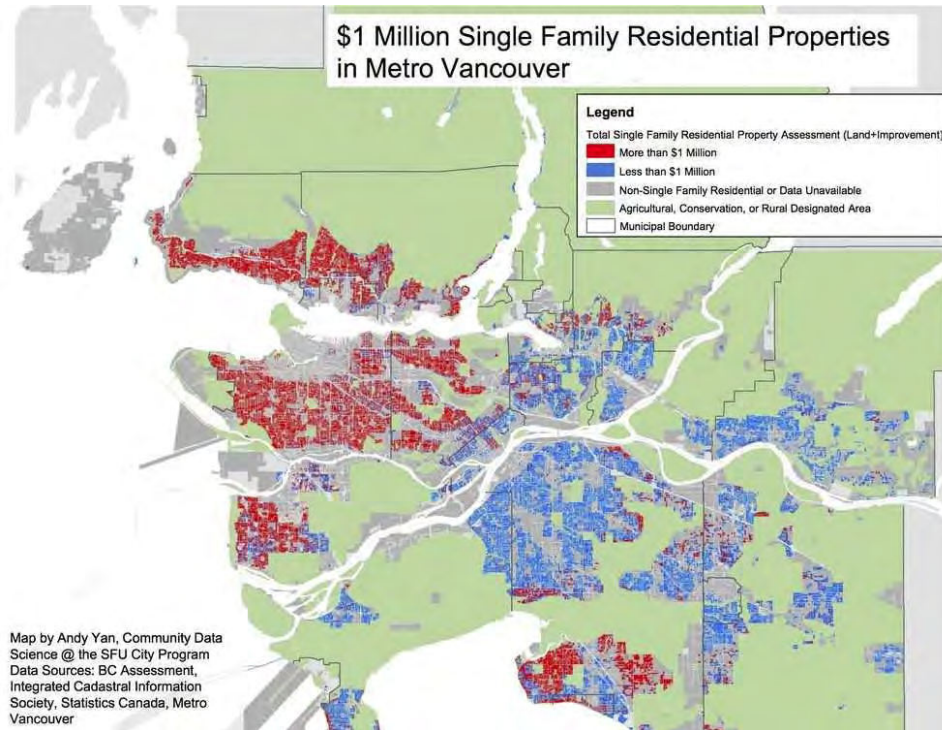 $1 Million Single Family Residential Properties
in Metro Vancouver
Legend
Total Single Family Residential Property Assessment (Land+Improvement)
More than $1 Million
Less than $1 Million
Non-Single Family Residential or Data Unavailable
Agricultural, Conservation, or Rural Designated Area
Municipal Boundary
Map by Andy Yan, Community Data
Science @ the SFU City Program
Data Sources: BC Assessment,
Integrated Cadastral Information
Society, Statistics Canada, Metro
Vancouver